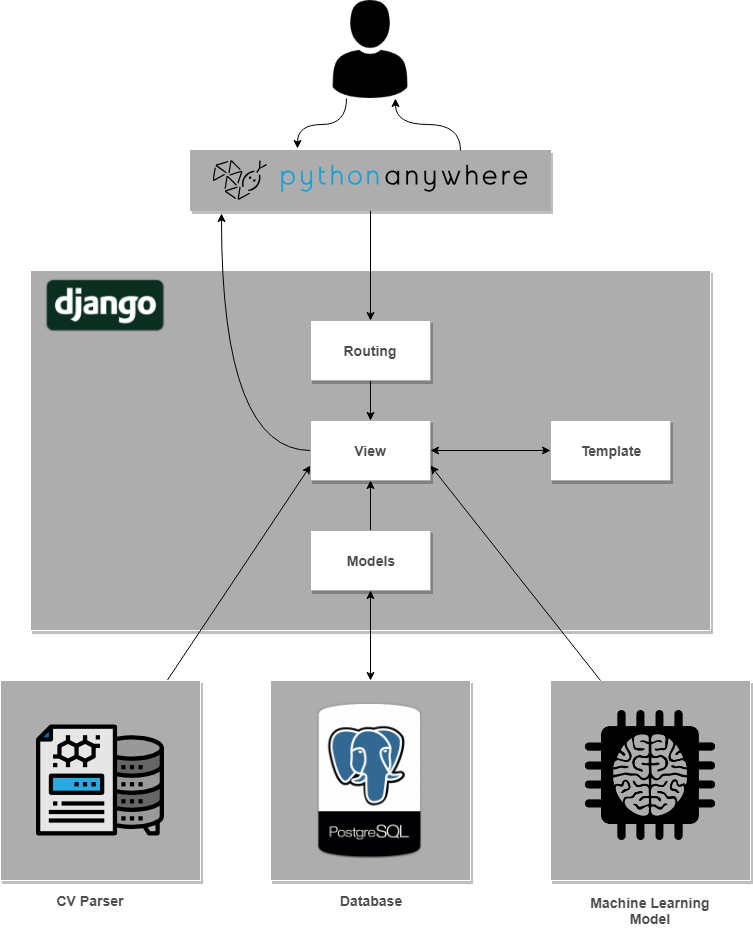 pythonanywhere
django
Routing
View
Template
Models
PostgreSQL
CV Parser
Database
Machine Learning
Model